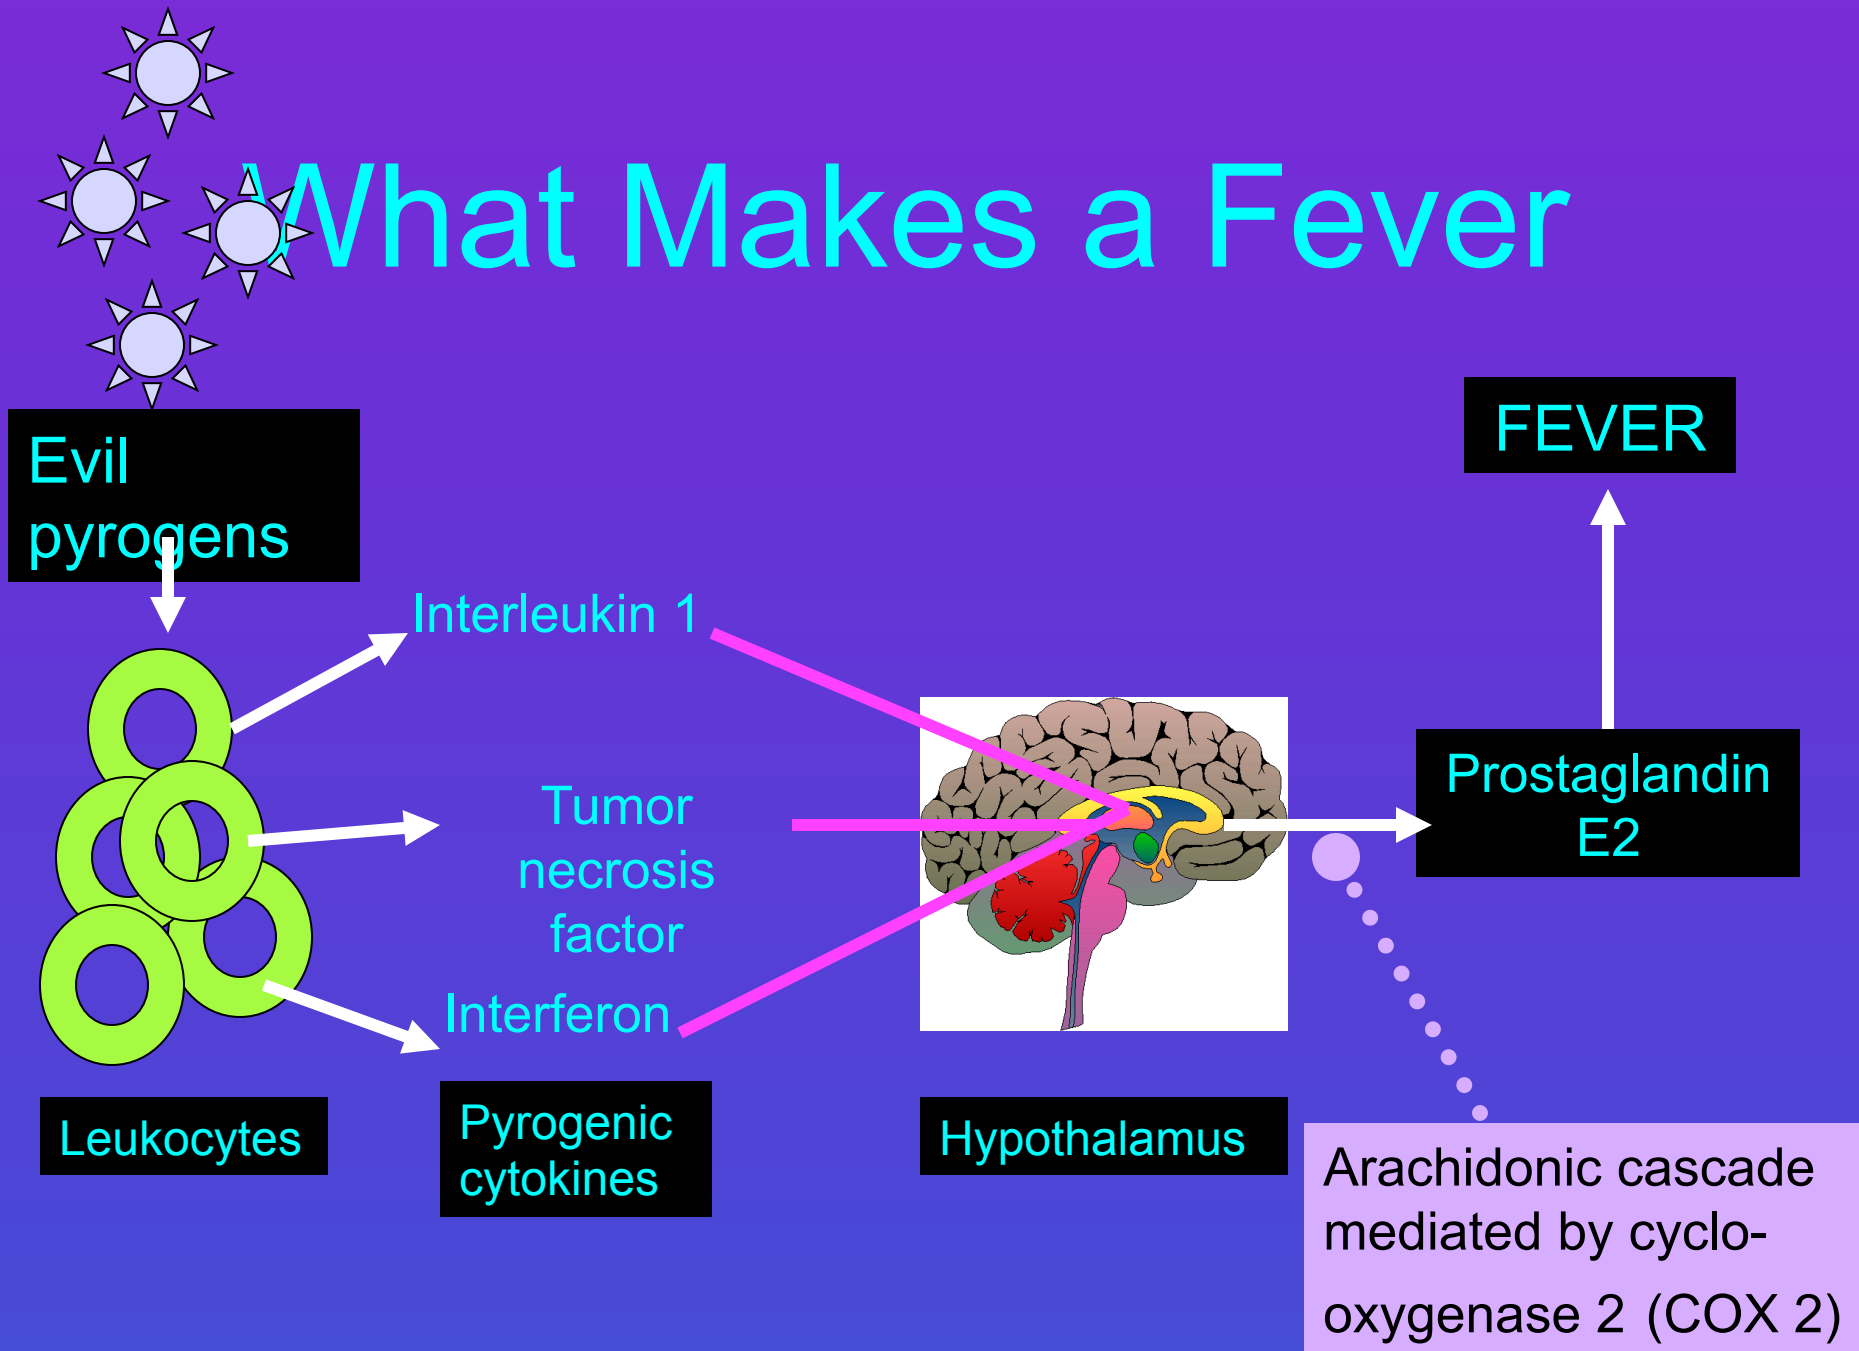 What Makes a Fever
Evil
pyrogens
FEVER
Interleukin 1
Tumor
necrosis
factor
Interferon
Prostaglandin
E2
Leukocytes
Pyrogenic
cytokines
Hypothalamus
Arachidonic cascade
mediated by cyclo-
oxygenase 2 (COX 2)